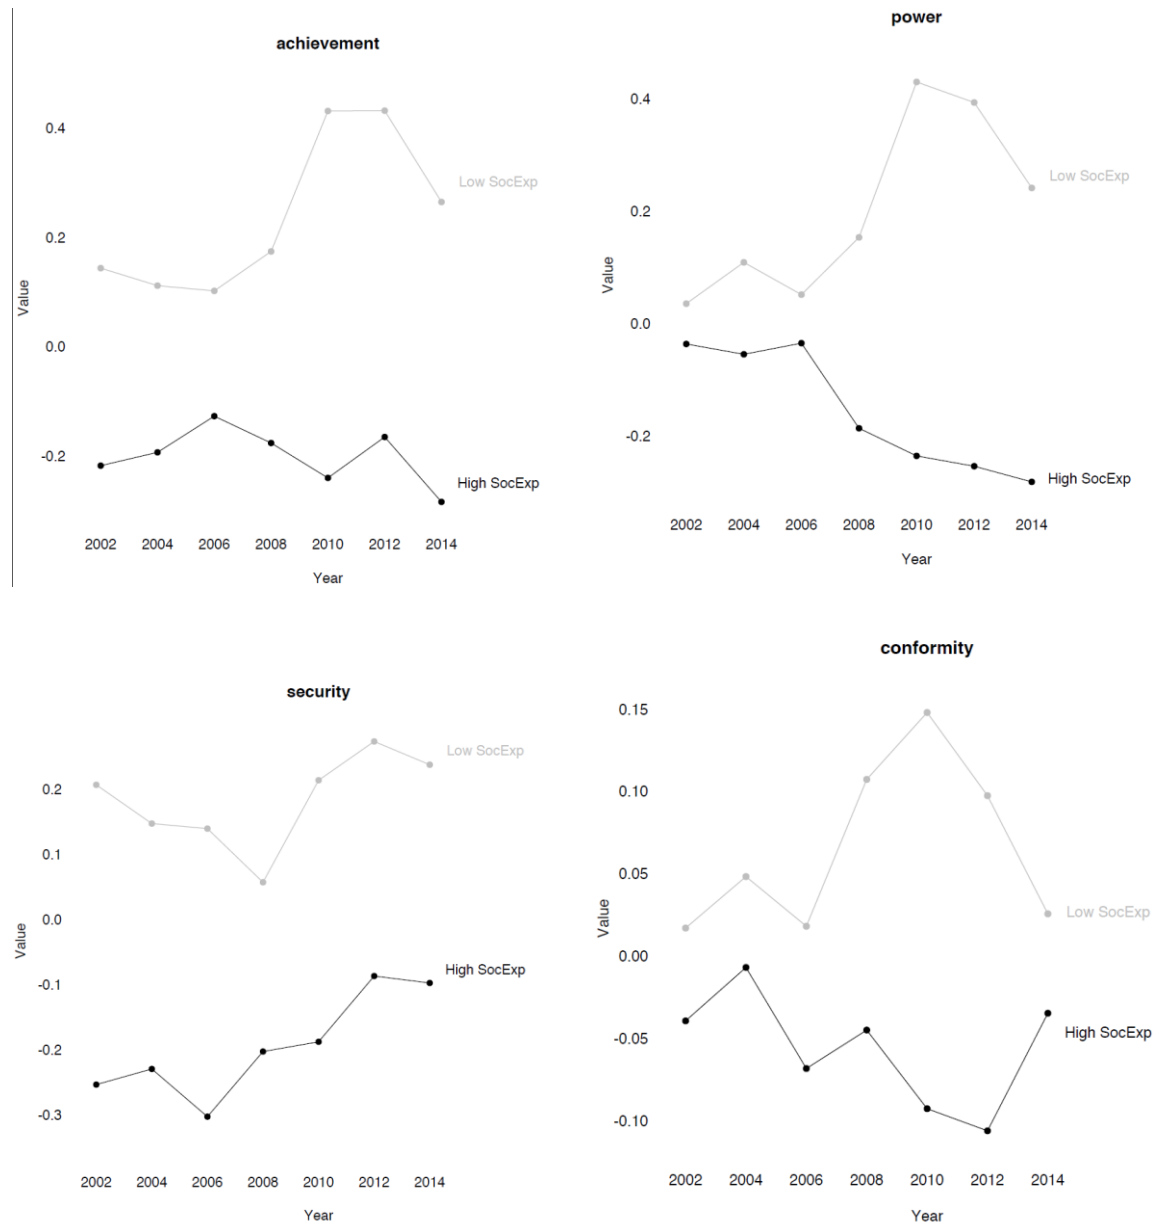 achievement
0.4
0.2
0.0
-0.2
Value
Low SocExp
High SocExp
2002 2004 2006 2008 2010 2012 2014
Year
power
0.4
0.2
0.0
-0.2
Value
Low SocExp
High SocExp
2002 2004 2006 2008 2010 2012 2014
Year
security
0.2
0.1
0.0
-0.1
-0.2
-0.3
Value
Low SocExp
High SocExp
2002 2004 2006 2008 2010 2012 2014
Year
conformity
0.15
0.10
0.05
0.00
-0.05
-0.10
Value
Low SocExp
High SocExp
2002 2004 2006 2008 2010 2012 2014
Year